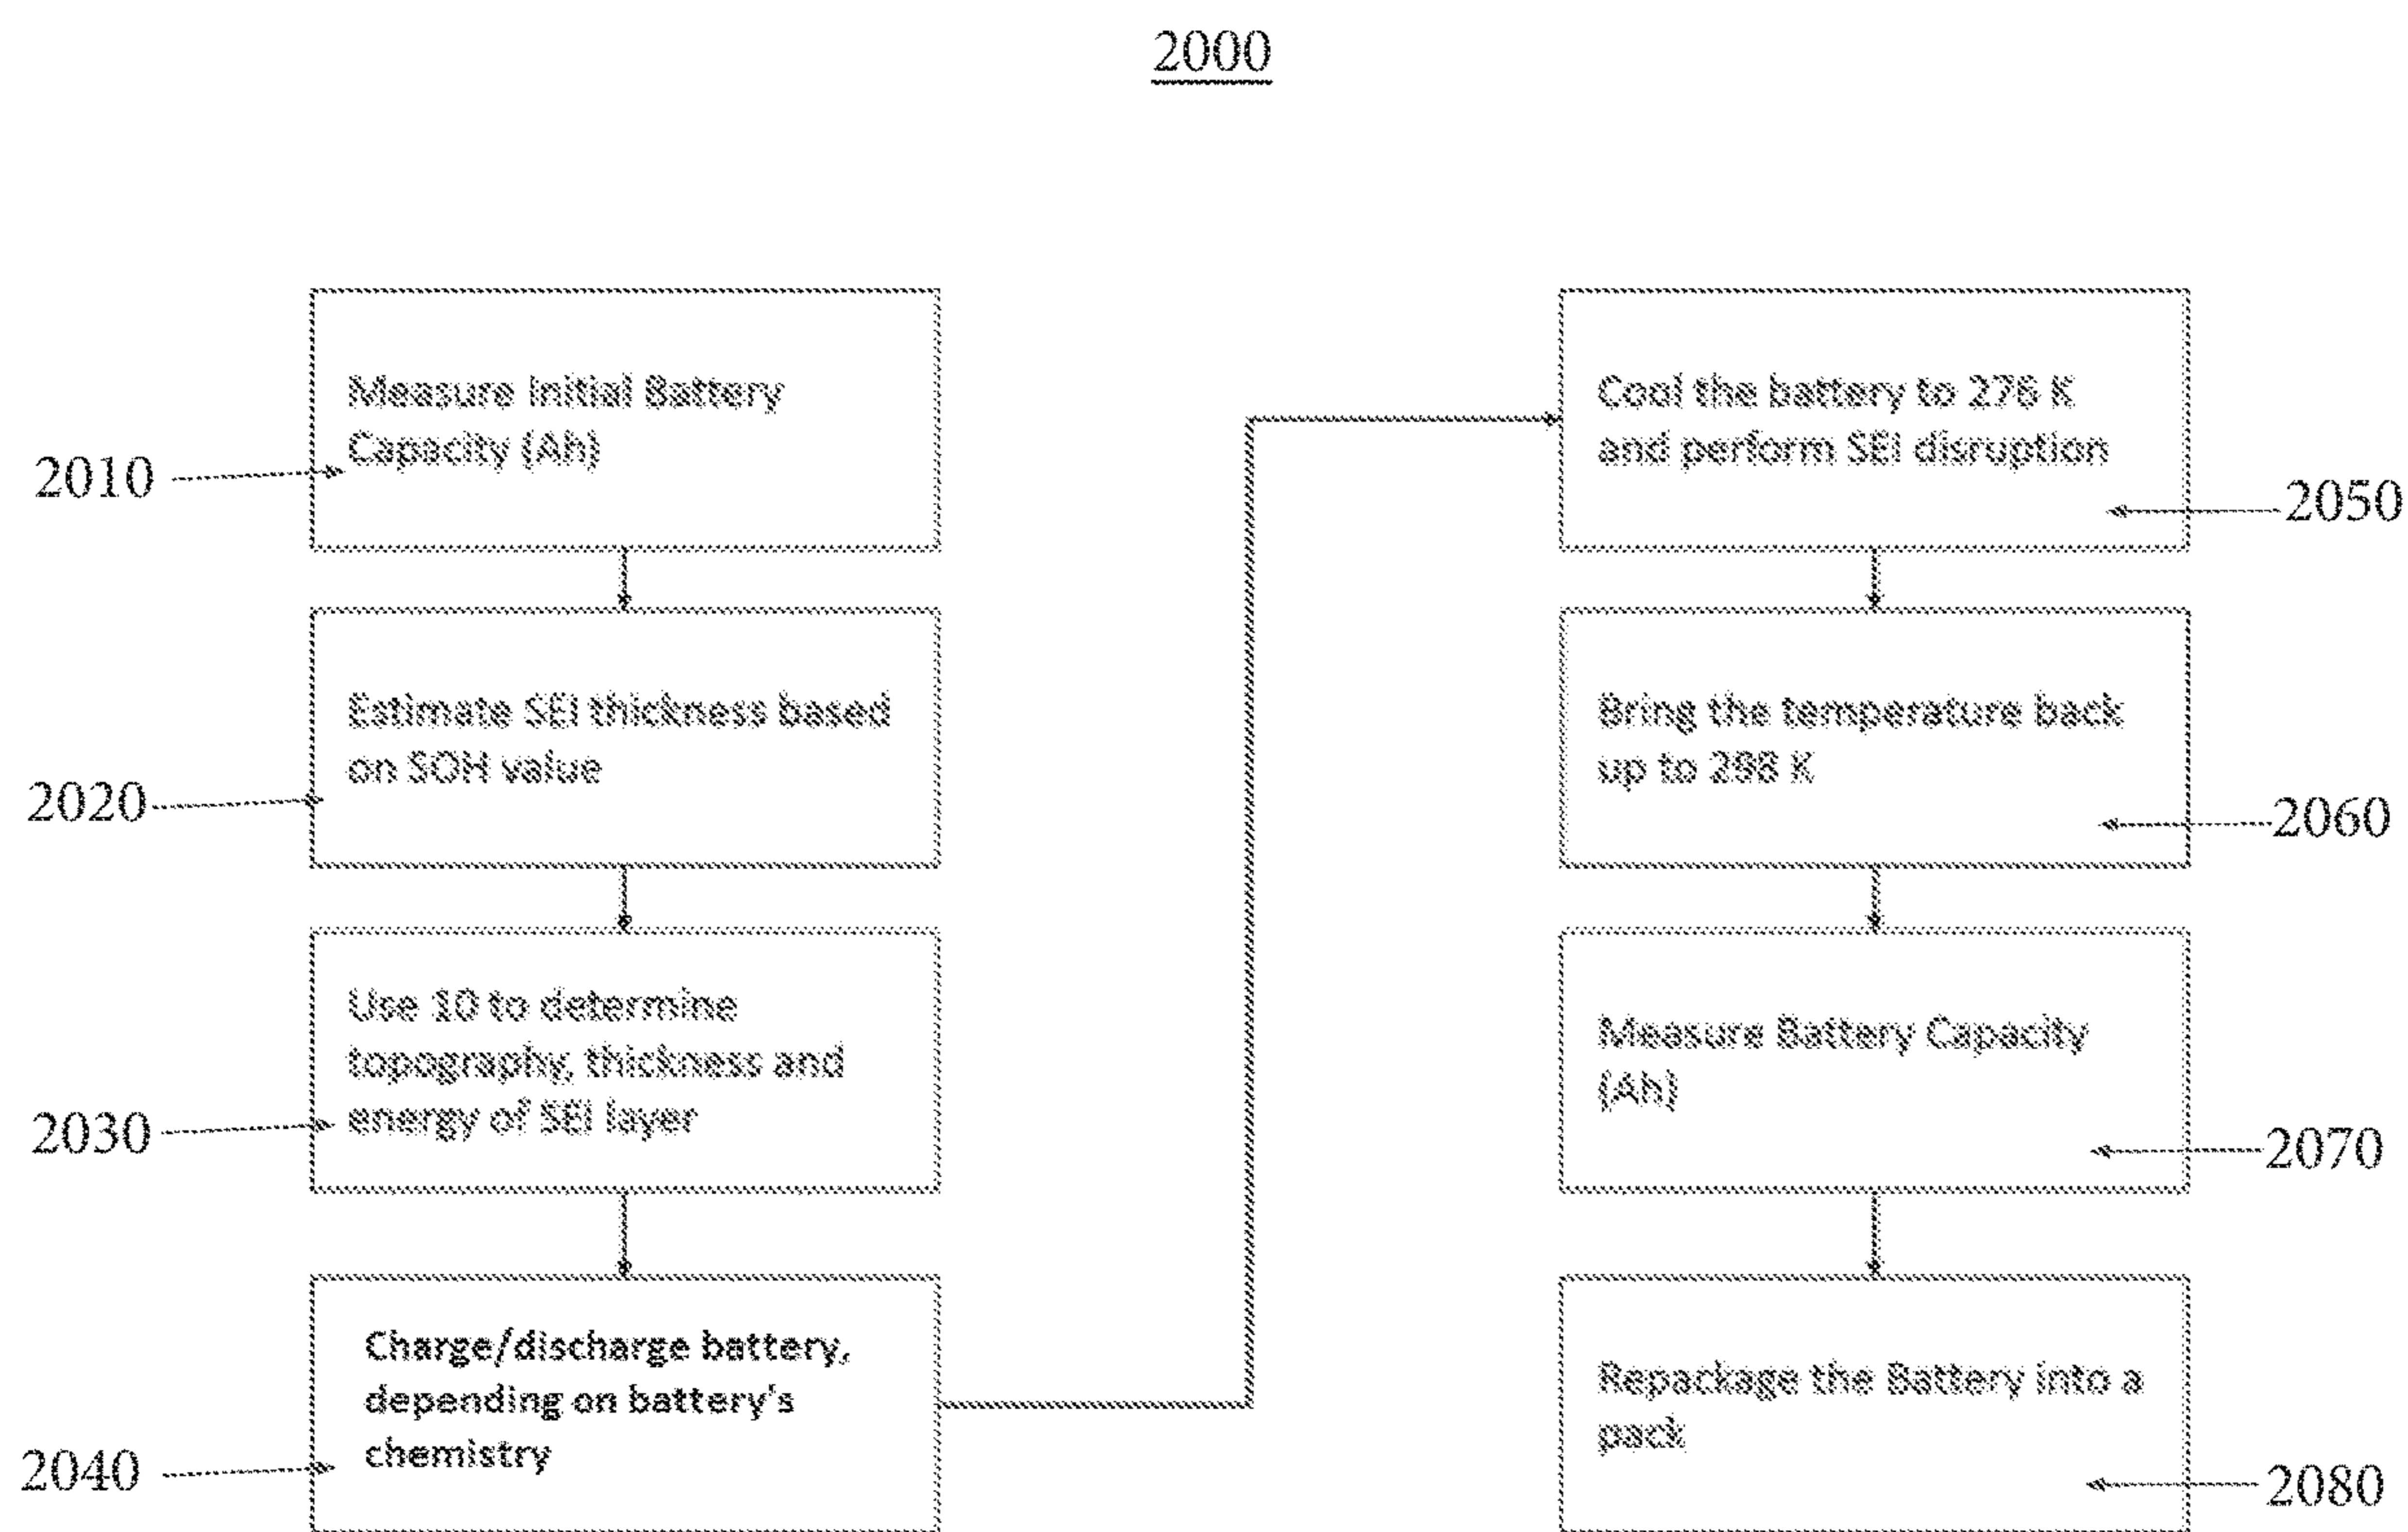 2000
Measure Initial Battery
Capacity (Ah)
2010
Estimate SEI thickness based
on SOH value
2020
Use 10 to determine
topography, thickness and
energy of SEI layer
2030
Charge/discharge battery,
depending on battery's
chemistry
2040
Cool the battery to 276 K
and perform SEI disruption
2050
Bring the temperature back
up to 298 K
2060
Measure Battery Capacity
(Ah)
2070
Repackage the Battery into a
pack
2080